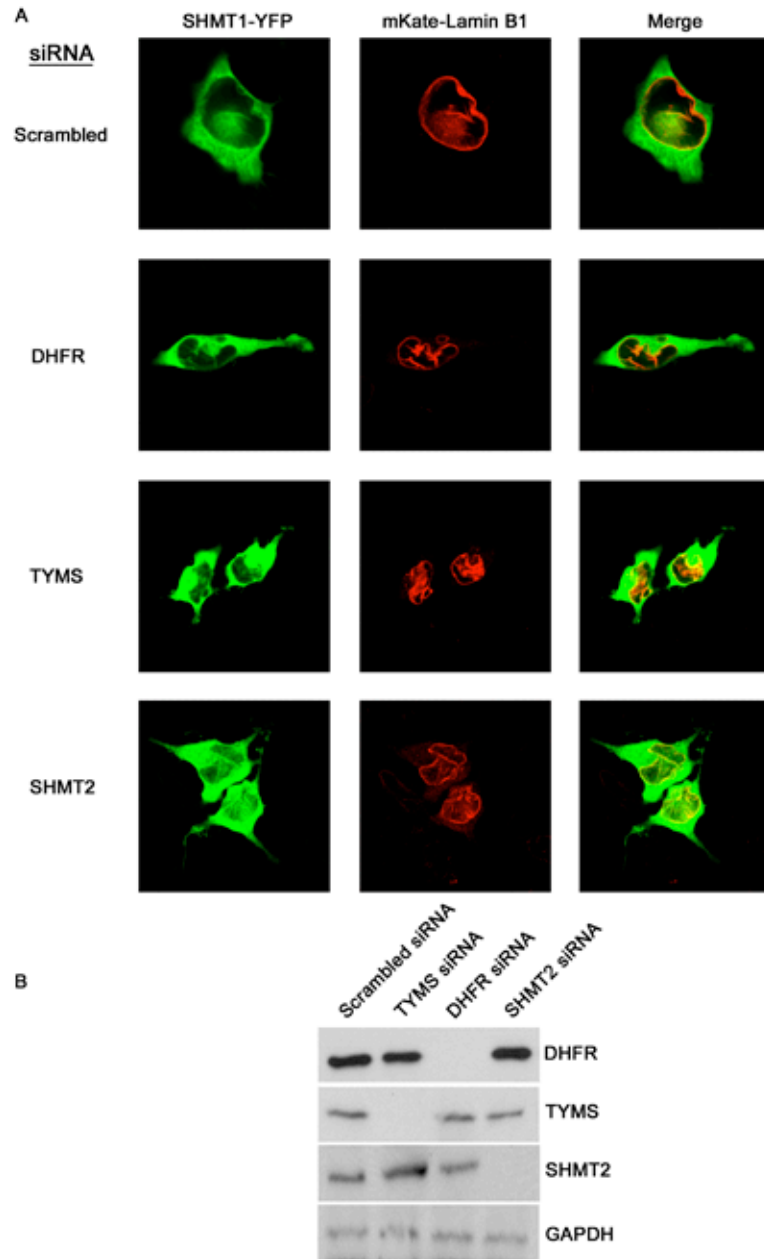 A
SHMT1-YFP mKate-Lamin B1 Merge
siRNA
Scrambled
DHFR
TYMS
SHMT2
B
Scrambled siRNA
TYMS siRNA
DHFR siRNA
SHMT2 siRNA
DHFR
TYMS
SHMT2
GAPDH